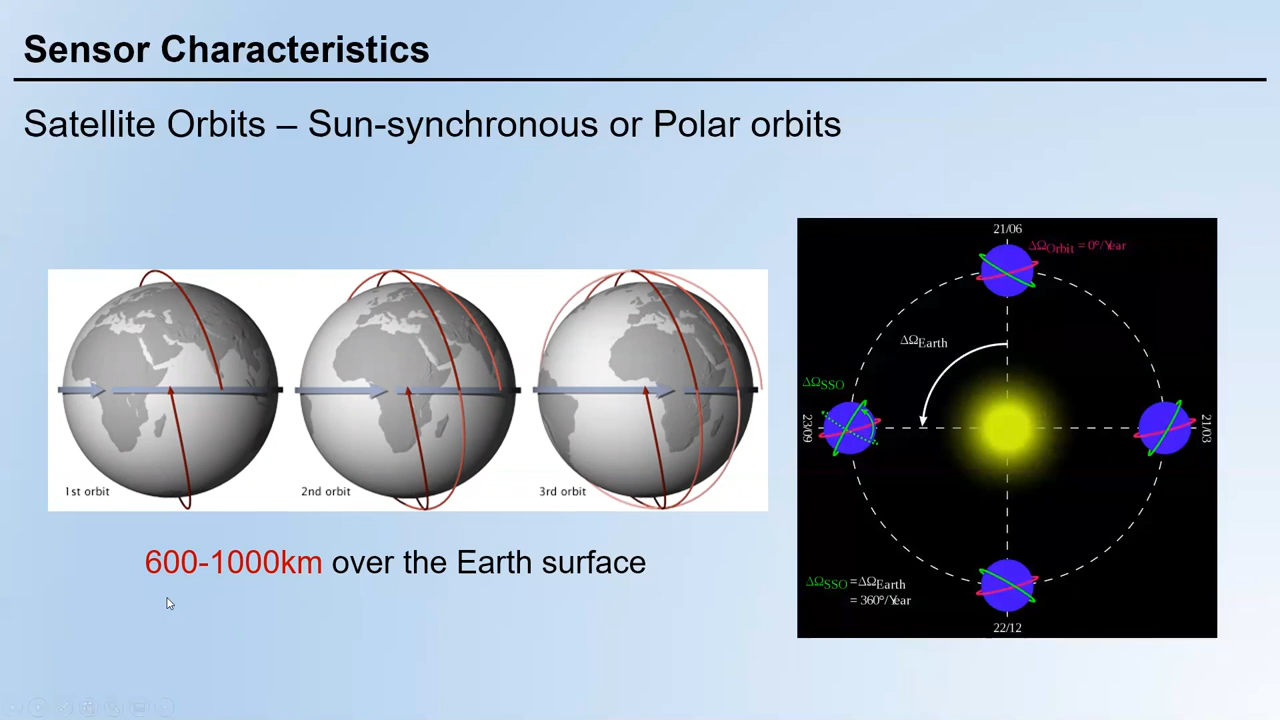 Sensor Characteristics
Satellite Orbits – Sun-synchronous or Polar orbits
1st orbit
2nd orbit
3rd orbit
600-1000km over the Earth surface
21/06
ΔΩOrbit = 0°/Year
ΔΩEarth
ΔΩSSO
23/09
21/03
ΔΩSSO =ΔΩEarth
= 360°/Year
22/12